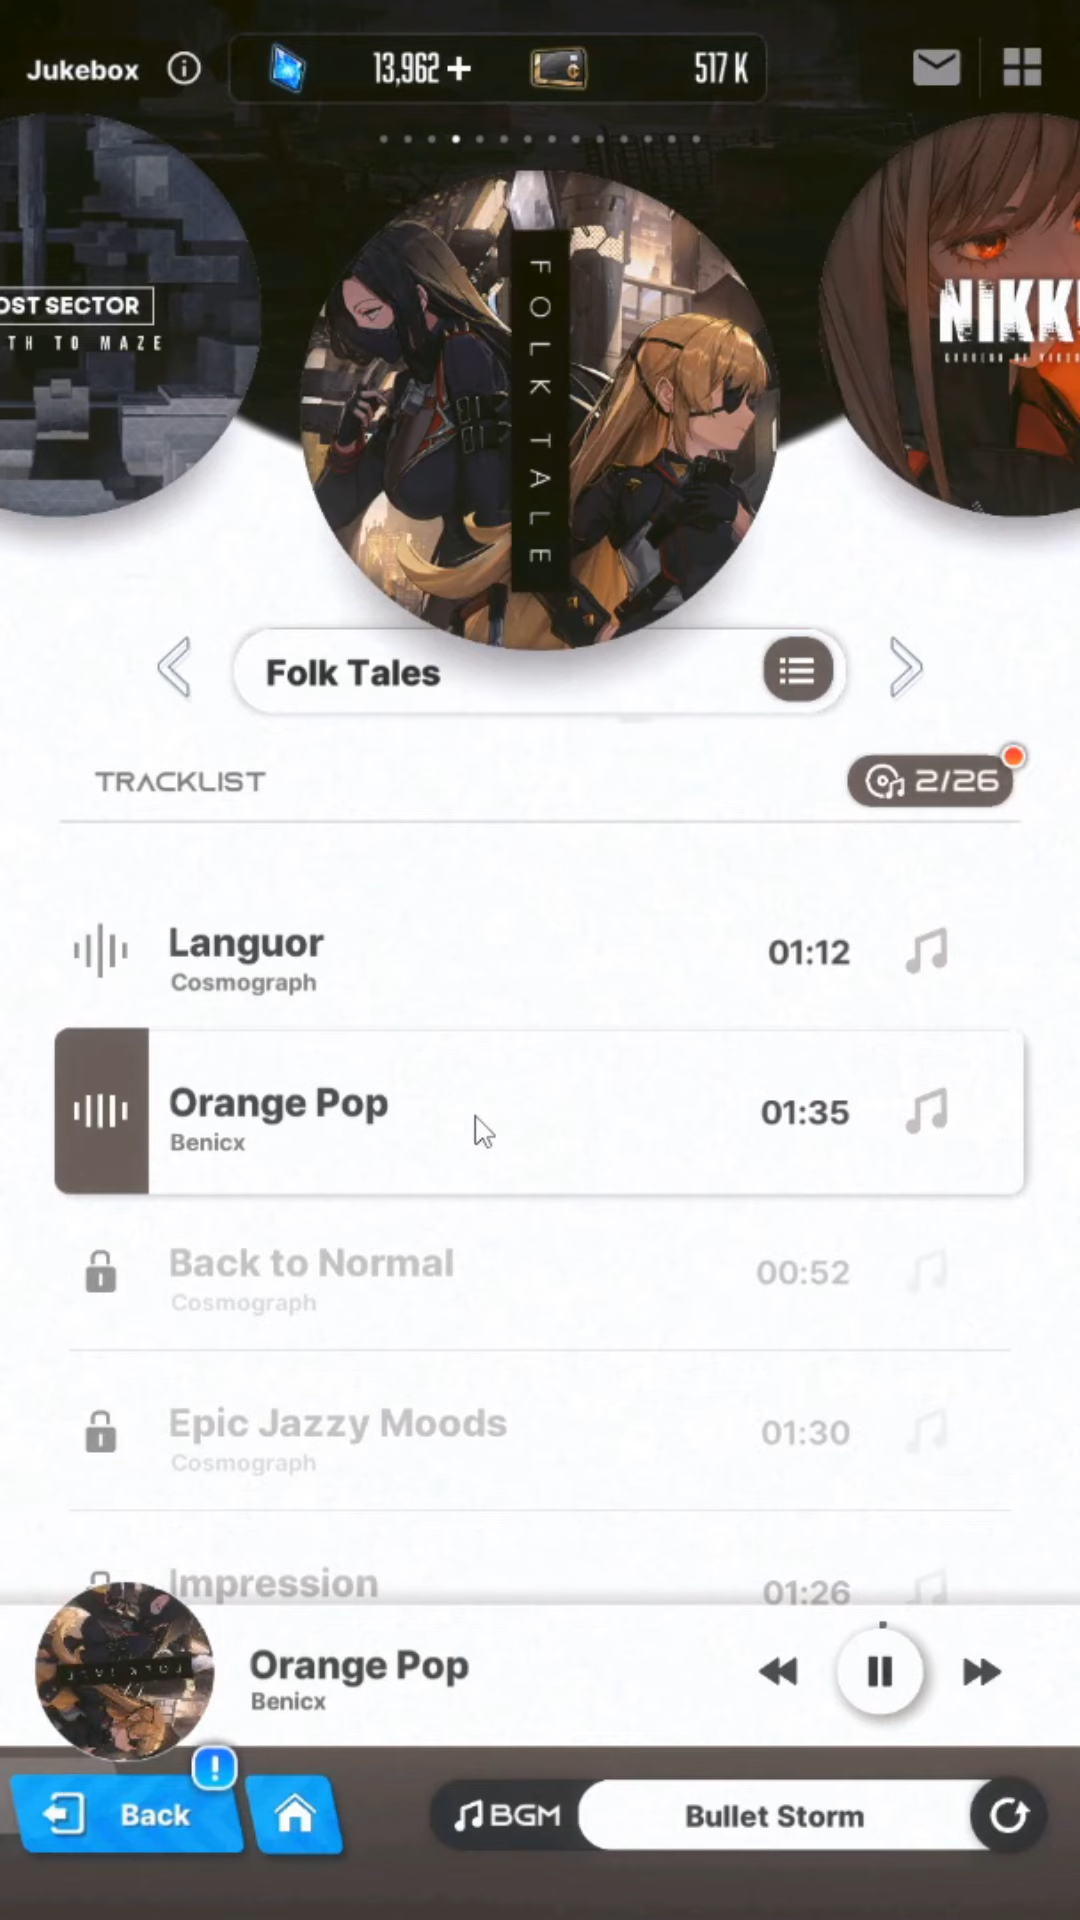 Jukebox
13,962 +
517 K
OST SECTOR
TH TO MAZE
FOLK TALE
NIKK
Folk Tales
TRACKLIST
2/26
Languor
01:12
Cosmograph
Orange Pop
01:35
Benicx
Back to Normal
00:52
Cosmograph
Epic Jazzy Moods
01:30
Cosmograph
Impression
01:26
Orange Pop
Benicx
Back
BGM
Bullet Storm